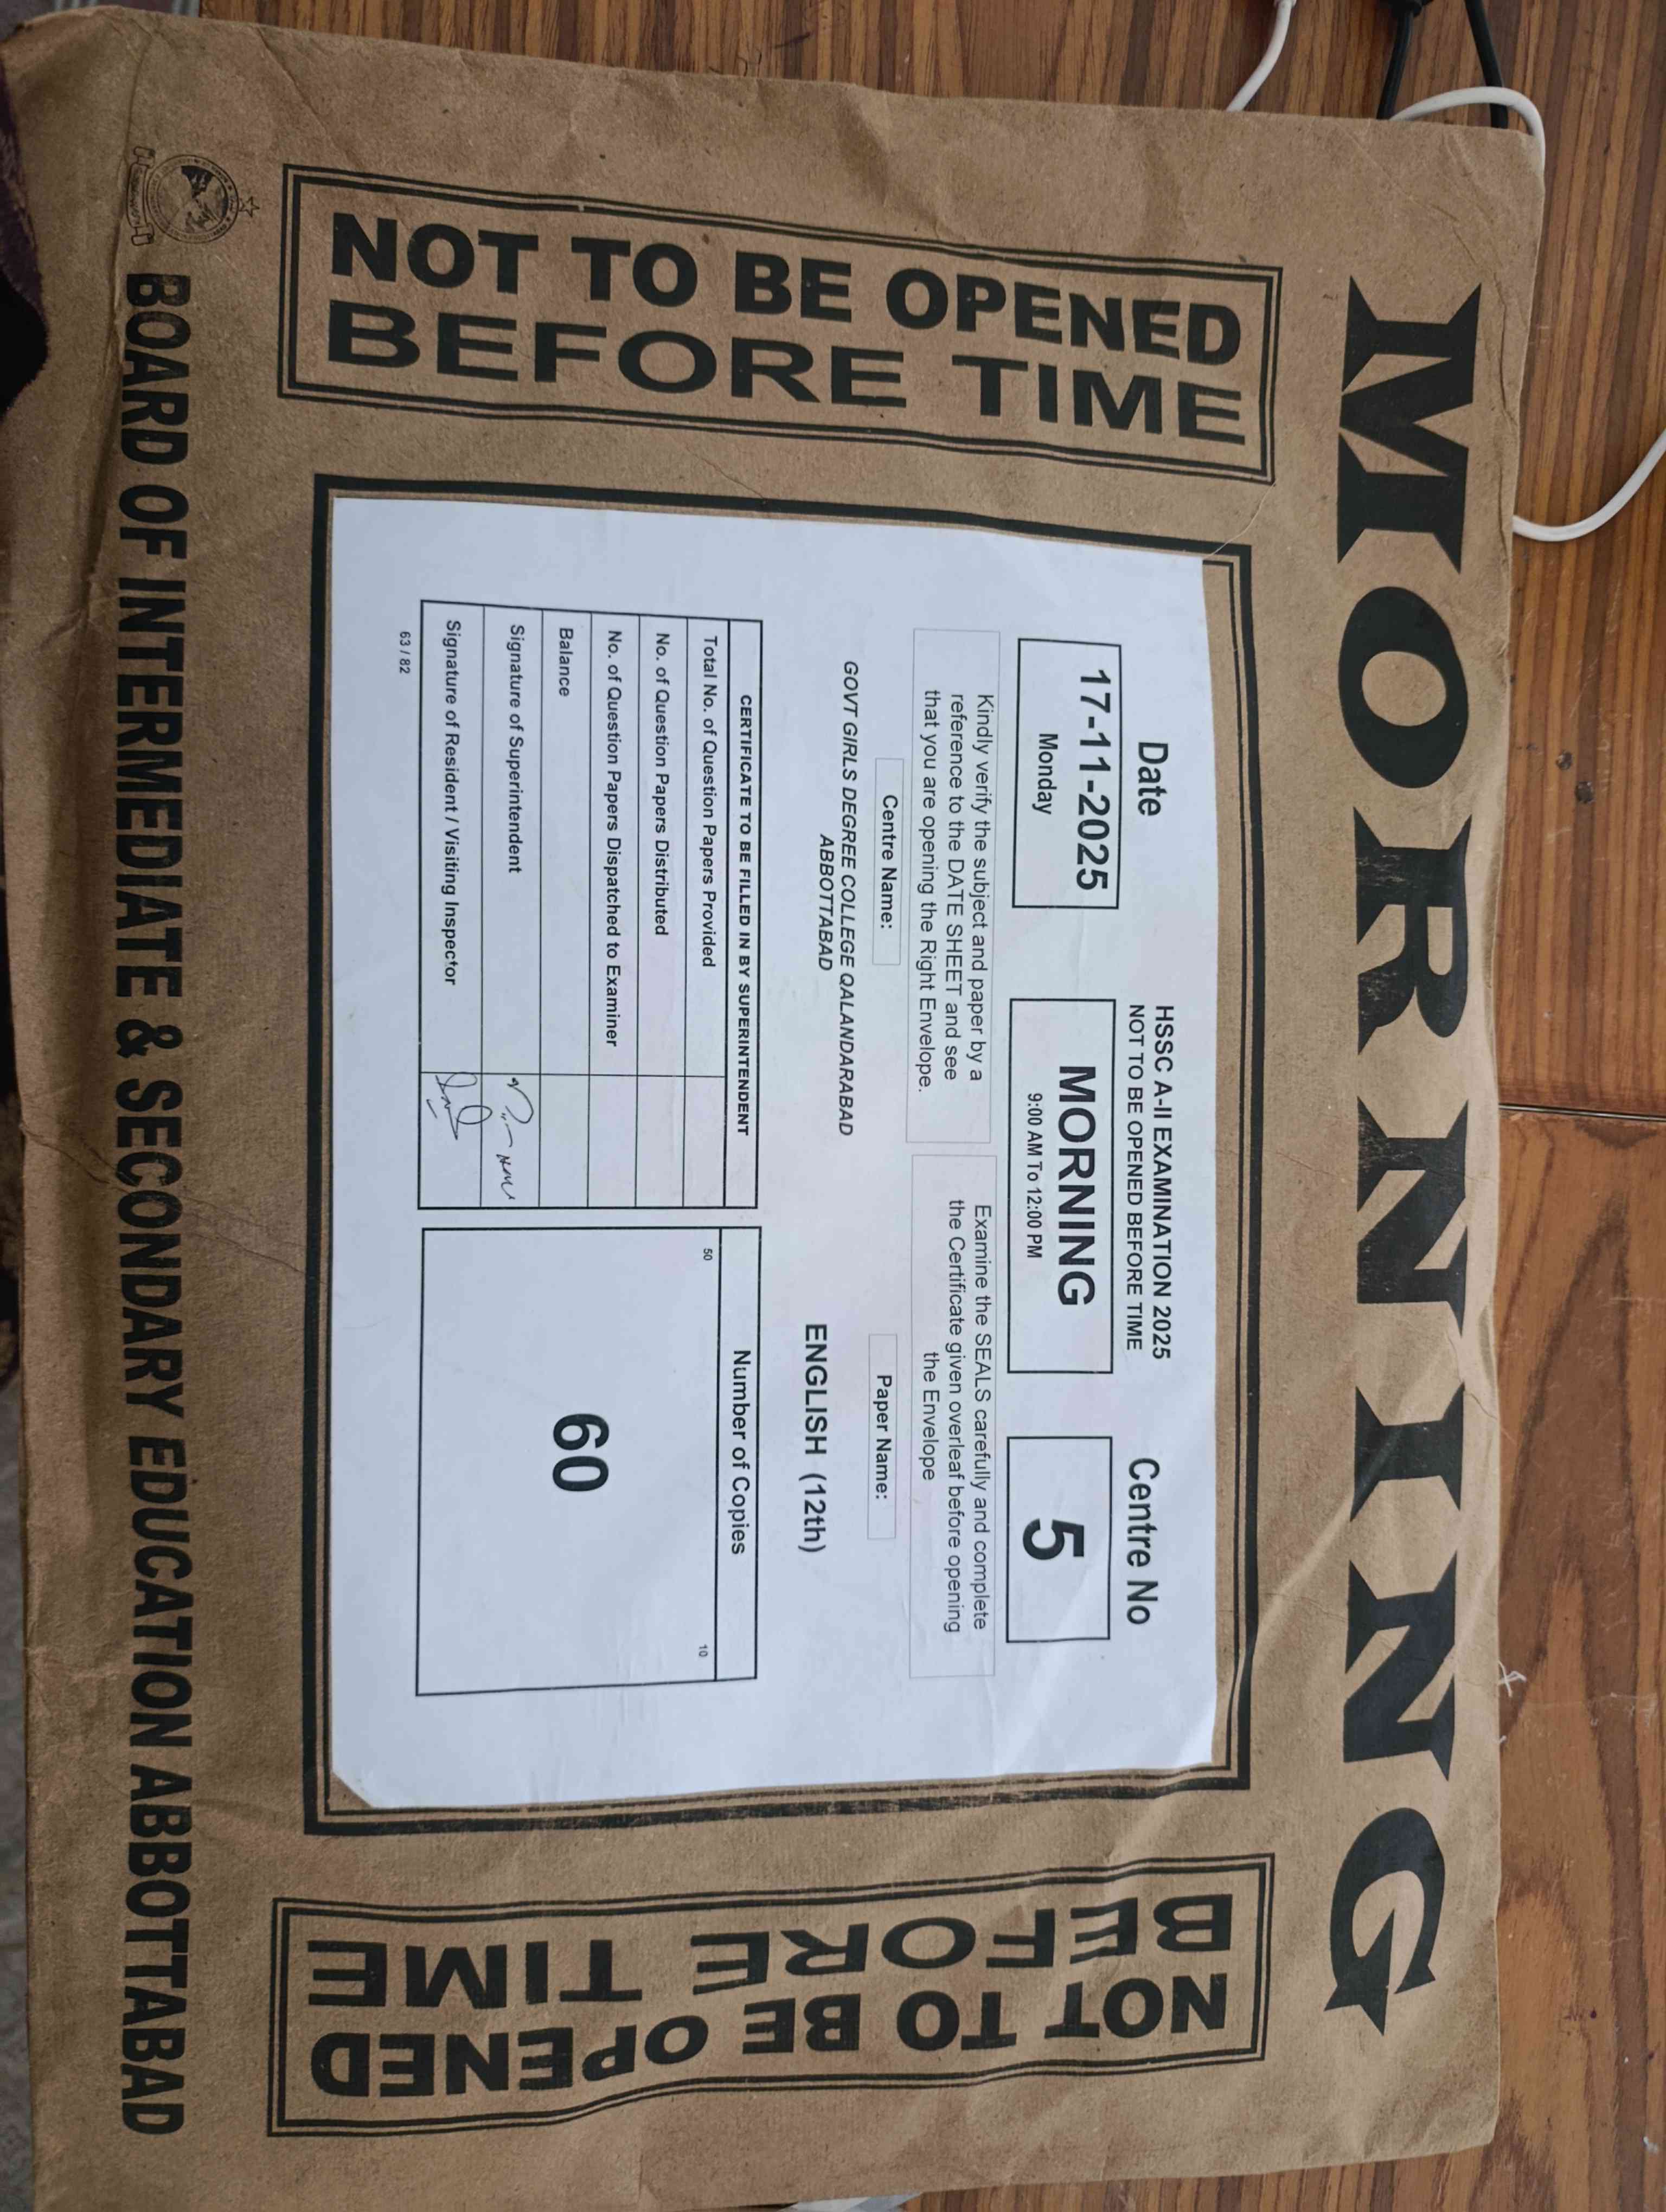 MORNING
NOT TO BE OPENED
BEFORE TIME
Date
17-11-2025
Monday
HSSC A-II EXAMINATION 2025
NOT TO BE OPENED BEFORE TIME
MORNING
9:00 AM To 12:00 PM
Centre No
5
Kindly verify the subject and paper by a
reference to the DATE SHEET and see
that you are opening the Right Envelope.
Examine the SEALS carefully and complete
the Certificate given overleaf before opening
the Envelope
Centre Name:
GOVT GIRLS DEGREE COLLEGE QALANDARABAD
ABBOTTABAD
Paper Name:
ENGLISH (12th)
CERTIFICATE TO BE FILLED IN BY SUPERINTENDENT
Total No. of Question Papers Provided
No. of Question Papers Distributed
No. of Question Papers Dispatched to Examiner
Balance
Signature of Superintendent
Signature of Resident / Visiting Inspector
63 / 82
Number of Copies
50
10
60
NOT TO BE OPENED
BEFORE TIME
BOARD OF INTERMEDIATE & SECONDARY EDUCATION ABBOTTABAD